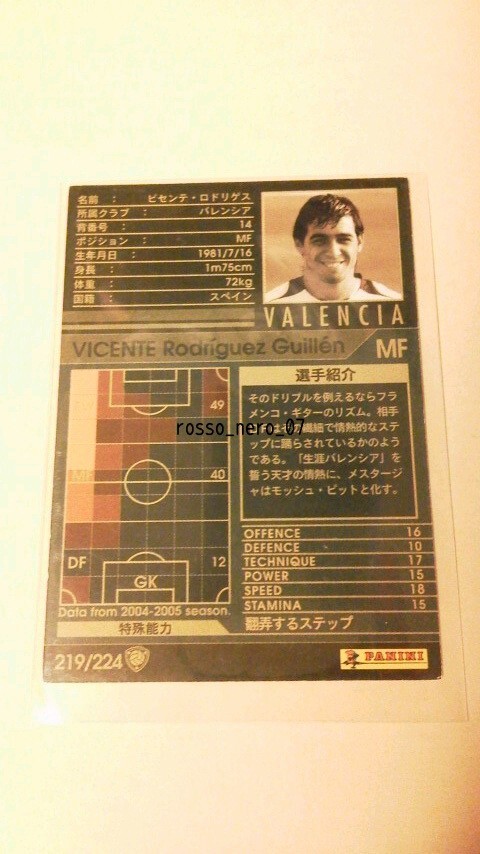 名前 : ビセンテ・ロドリゲス
所属クラブ : バレンシア
背番号 : 14
ポジション : MF
生年月日 : 1981/7/16
身長 : 1m75cm
体重 : 72kg
国籍 : スペイン
VALENCIA
VICENTE Rodríguez Guillén
MF
49
MF 40
DF 12
GK
Data from 2004-2005 season.
選手紹介
そのドリブルを例えるならフラ
メンコ・ギターのリズム。相手
はその繊細で情熱的なステ
ップに踊らされているかのよう
である。「生涯バレンシア」を
誓う天才の情熱に、メスタージ
ャはモッシュ・ピットと化す。
rosso_nero_07
OFFENCE 16
DEFENCE 10
TECHNIQUE 17
POWER 15
SPEED 18
STAMINA 15
特殊能力
翻弄するステップ
219/224
PANINI